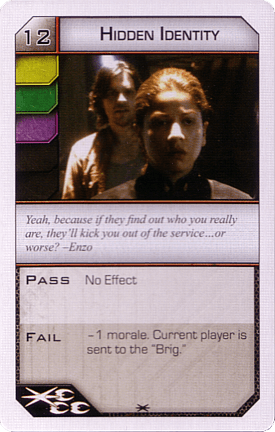 12 HIDDEN IDENTITY
Yeah, because if they find out who you really
are, they'll kick you out of the service...or
worse? –Enzo
PASS No Effect
FAIL –1 morale. Current player is
sent to the “Brig.”